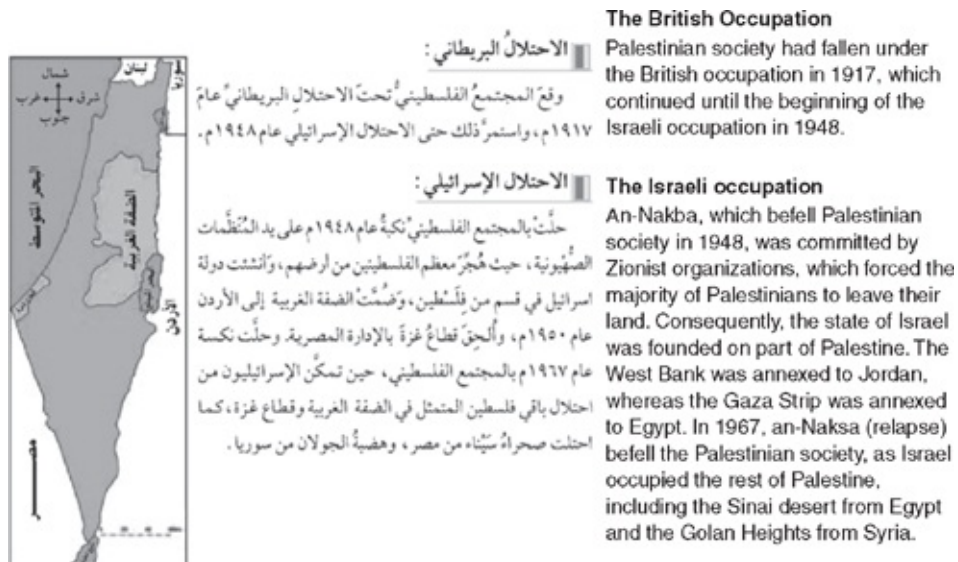 شمال
شرق
غرب
جنوب
لبنان
سوريا
البحر المتوسط
الضفة الغربية
الأردن
مصر
الاحتلالُ البريطاني :
وقعَ المجتمعُ الفلسطينيُّ تحتَ الاحتلالِ البريطانيِّ عامَ
١٩١٧م، واستمرَّ ذلك حتى الاحتلال الإسرائيلي عام ١٩٤٨م.
الاحتلال الإسرائيلي :
حلَّتْ بالمجتمع الفلسطينيّ نكبةُ عام ١٩٤٨م على يد المُنَظَّمات
الصُّهيونية، حيث هُجِّرَ معظم الفلسطينين من أرضهم، وَأنشئت دولة
اسرائيل في قسم من فِلَسْطين، وَضُمَّتْ الضفة الغربية إلى الأردن
عام ١٩٥٠م، وأُلحِقَ قطاعُ غزةَ بالإدارة المصرية. وحلَّت نكسة
عام ١٩٦٧م بالمجتمع الفلسطيني، حين تمكَّن الإسرائيليون من
احتلال باقي فلسطين المتمثل في الضفة الغربية وقطاع غزة، كما
احتلت صحراءُ سَيْناء من مصر، وهضبةُ الجولان من سوريا.
The British Occupation
Palestinian society had fallen under
the British occupation in 1917, which
continued until the beginning of the
Israeli occupation in 1948.
The Israeli occupation
An-Nakba, which befell Palestinian
society in 1948, was committed by
Zionist organizations, which forced the
majority of Palestinians to leave their
land. Consequently, the state of Israel
was founded on part of Palestine. The
West Bank was annexed to Jordan,
whereas the Gaza Strip was annexed
to Egypt. In 1967, an-Naksa (relapse)
befell the Palestinian society, as Israel
occupied the rest of Palestine,
including the Sinai desert from Egypt
and the Golan Heights from Syria.